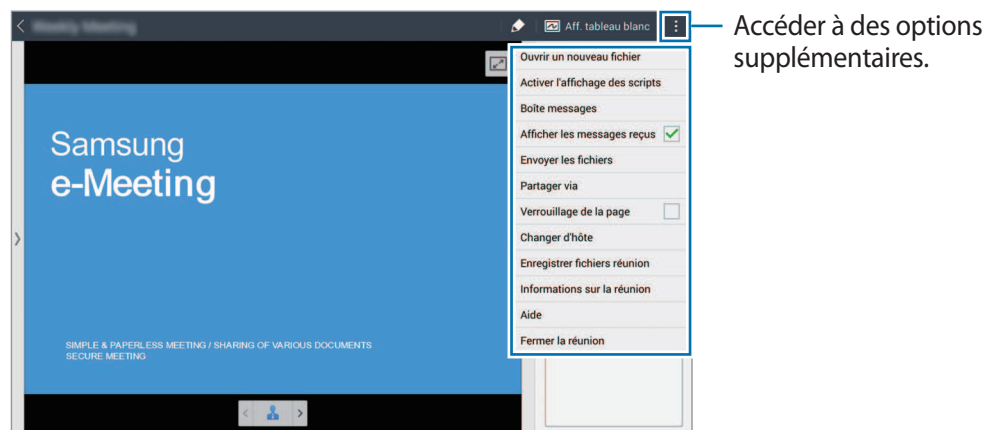 Aff. tableau blanc
Accéder à des options
supplémentaires.
Ouvrir un nouveau fichier
Activer l'affichage des scripts
Boîte messages
Afficher les messages reçus
Envoyer les fichiers
Partager via
Verrouillage de la page
Changer d'hôte
Enregistrer fichiers réunion
Informations sur la réunion
Aide
Fermer la réunion
Samsung
e-Meeting
SIMPLE & PAPERLESS MEETING / SHARING OF VARIOUS DOCUMENTS
SECURE MEETING